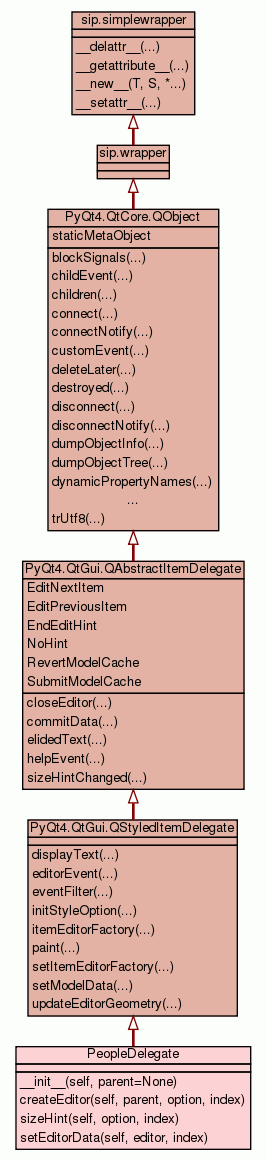 sip.simplewrapper
__delattr__(...)
__getattribute__(...)
__new__(T, S, *...)
__setattr__(...)
sip.wrapper
PyQt4.QtCore.QObject
staticMetaObject
blockSignals(...)
childEvent(...)
children(...)
connect(...)
connectNotify(...)
customEvent(...)
deleteLater(...)
destroyed(...)
disconnect(...)
disconnectNotify(...)
dumpObjectInfo(...)
dumpObjectTree(...)
dynamicPropertyNames(...)
...
trUtf8(...)
PyQt4.QtGui.QAbstractItemDelegate
EditNextItem
EditPreviousItem
EndEditHint
NoHint
RevertModelCache
SubmitModelCache
closeEditor(...)
commitData(...)
elidedText(...)
helpEvent(...)
sizeHintChanged(...)
PyQt4.QtGui.QStyledItemDelegate
displayText(...)
editorEvent(...)
eventFilter(...)
initStyleOption(...)
itemEditorFactory(...)
paint(...)
setItemEditorFactory(...)
setModelData(...)
updateEditorGeometry(...)
PeopleDelegate
__init__(self, parent=None)
createEditor(self, parent, option, index)
sizeHint(self, option, index)
setEditorData(self, editor, index)